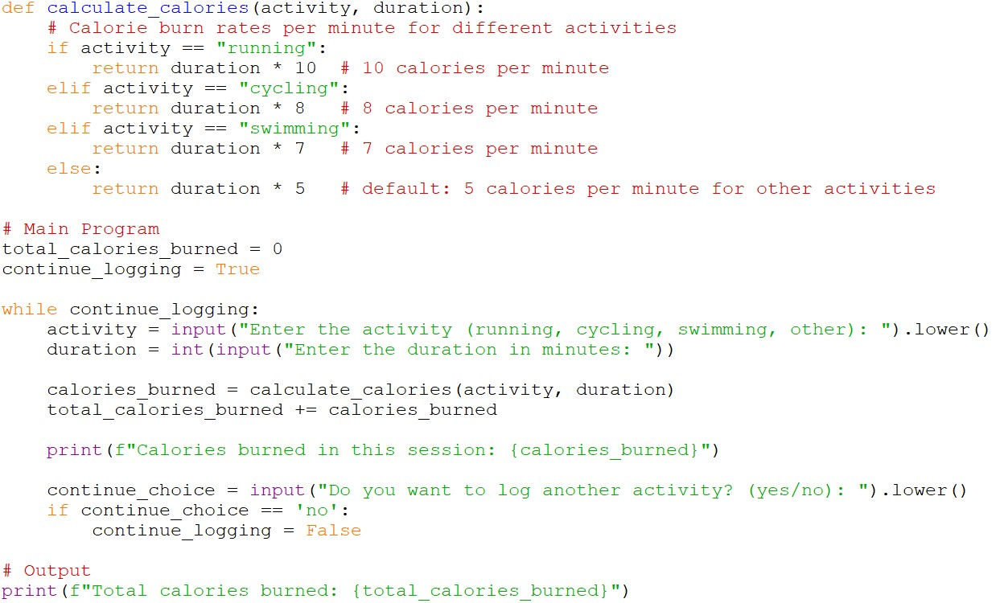 def calculate_calories(activity, duration):
    # Calorie burn rates per minute for different activities
    if activity == "running":
        return duration * 10  # 10 calories per minute
    elif activity == "cycling":
        return duration * 8   # 8 calories per minute
    elif activity == "swimming":
        return duration * 7   # 7 calories per minute
    else:
        return duration * 5   # default: 5 calories per minute for other activities

# Main Program
total_calories_burned = 0
continue_logging = True

while continue_logging:
    activity = input("Enter the activity (running, cycling, swimming, other): ").lower()
    duration = int(input("Enter the duration in minutes: "))

    calories_burned = calculate_calories(activity, duration)
    total_calories_burned += calories_burned

    print(f"Calories burned in this session: {calories_burned}")

    continue_choice = input("Do you want to log another activity? (yes/no): ").lower()
    if continue_choice == 'no':
        continue_logging = False

# Output
print(f"Total calories burned: {total_calories_burned}")